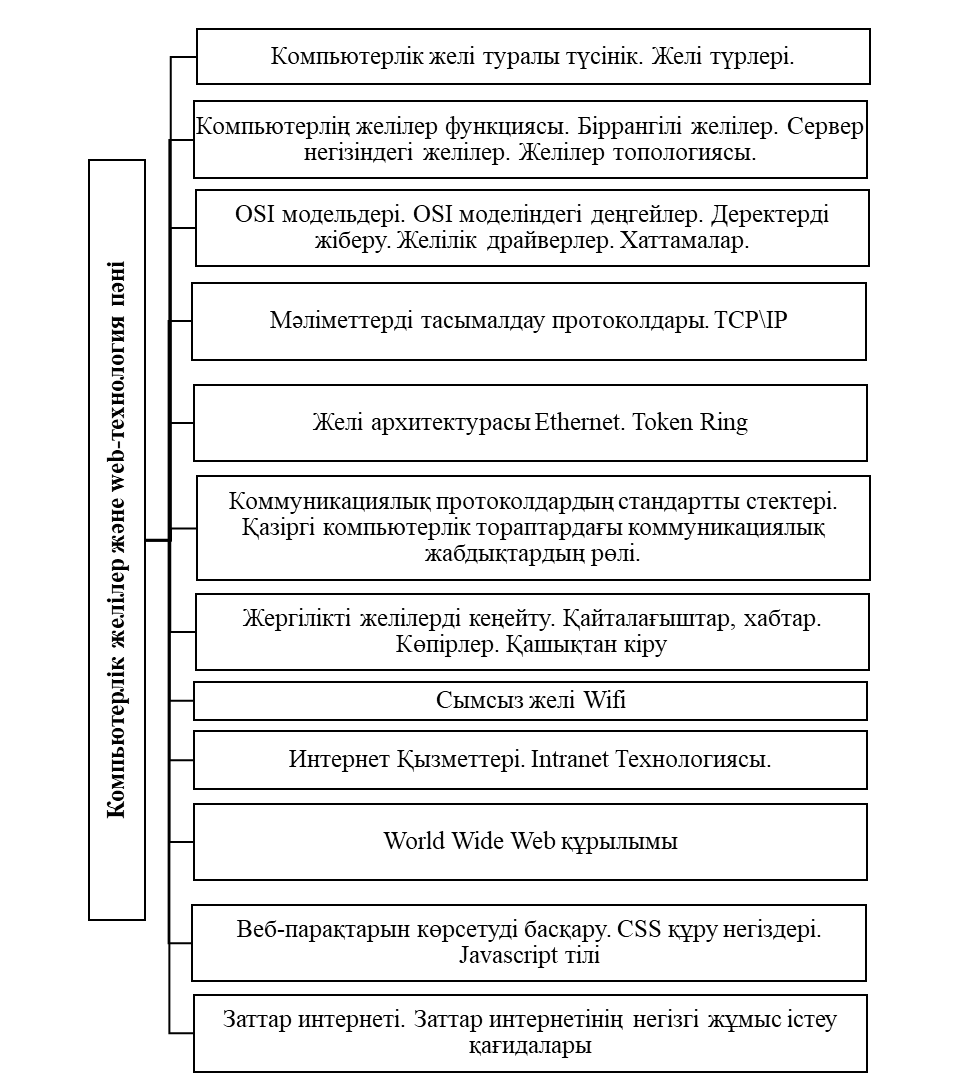 Компьютерлік желілер және web-технология пәні
Компьютерлік желі туралы түсінік. Желі түрлері.
Компьютерлің желілер функциясы. Біррангілі желілер. Сервер
негізіндегі желілер. Желілер топологиясы.
OSI модельдері. OSI моделіндегі деңгейлер. Деректерді
жіберу. Желілік драйверлер. Хаттамалар.
Мәліметтерді тасымалдау протоколдары. TCP\IP
Желі архитектурасы Ethernet. Token Ring
Коммуникациялық протоколдардың стандартты стектері.
Қазіргі компьютерлік тораптардағы коммуникациялық
жабдықтардың рөлі.
Жергілікті желілерді кеңейту. Қайталағыштар, хабтар.
Көпірлер. Қашықтан кіру
Сымсыз желі Wifi
Интернет Қызметтері. Intranet Технологиясы.
World Wide Web құрылымы
Веб-парақтарын көрсетуді басқару. CSS құру негіздері.
Javascript тілі
Заттар интернеті. Заттар интернетінің негізгі жұмыс істеу
қағидалары